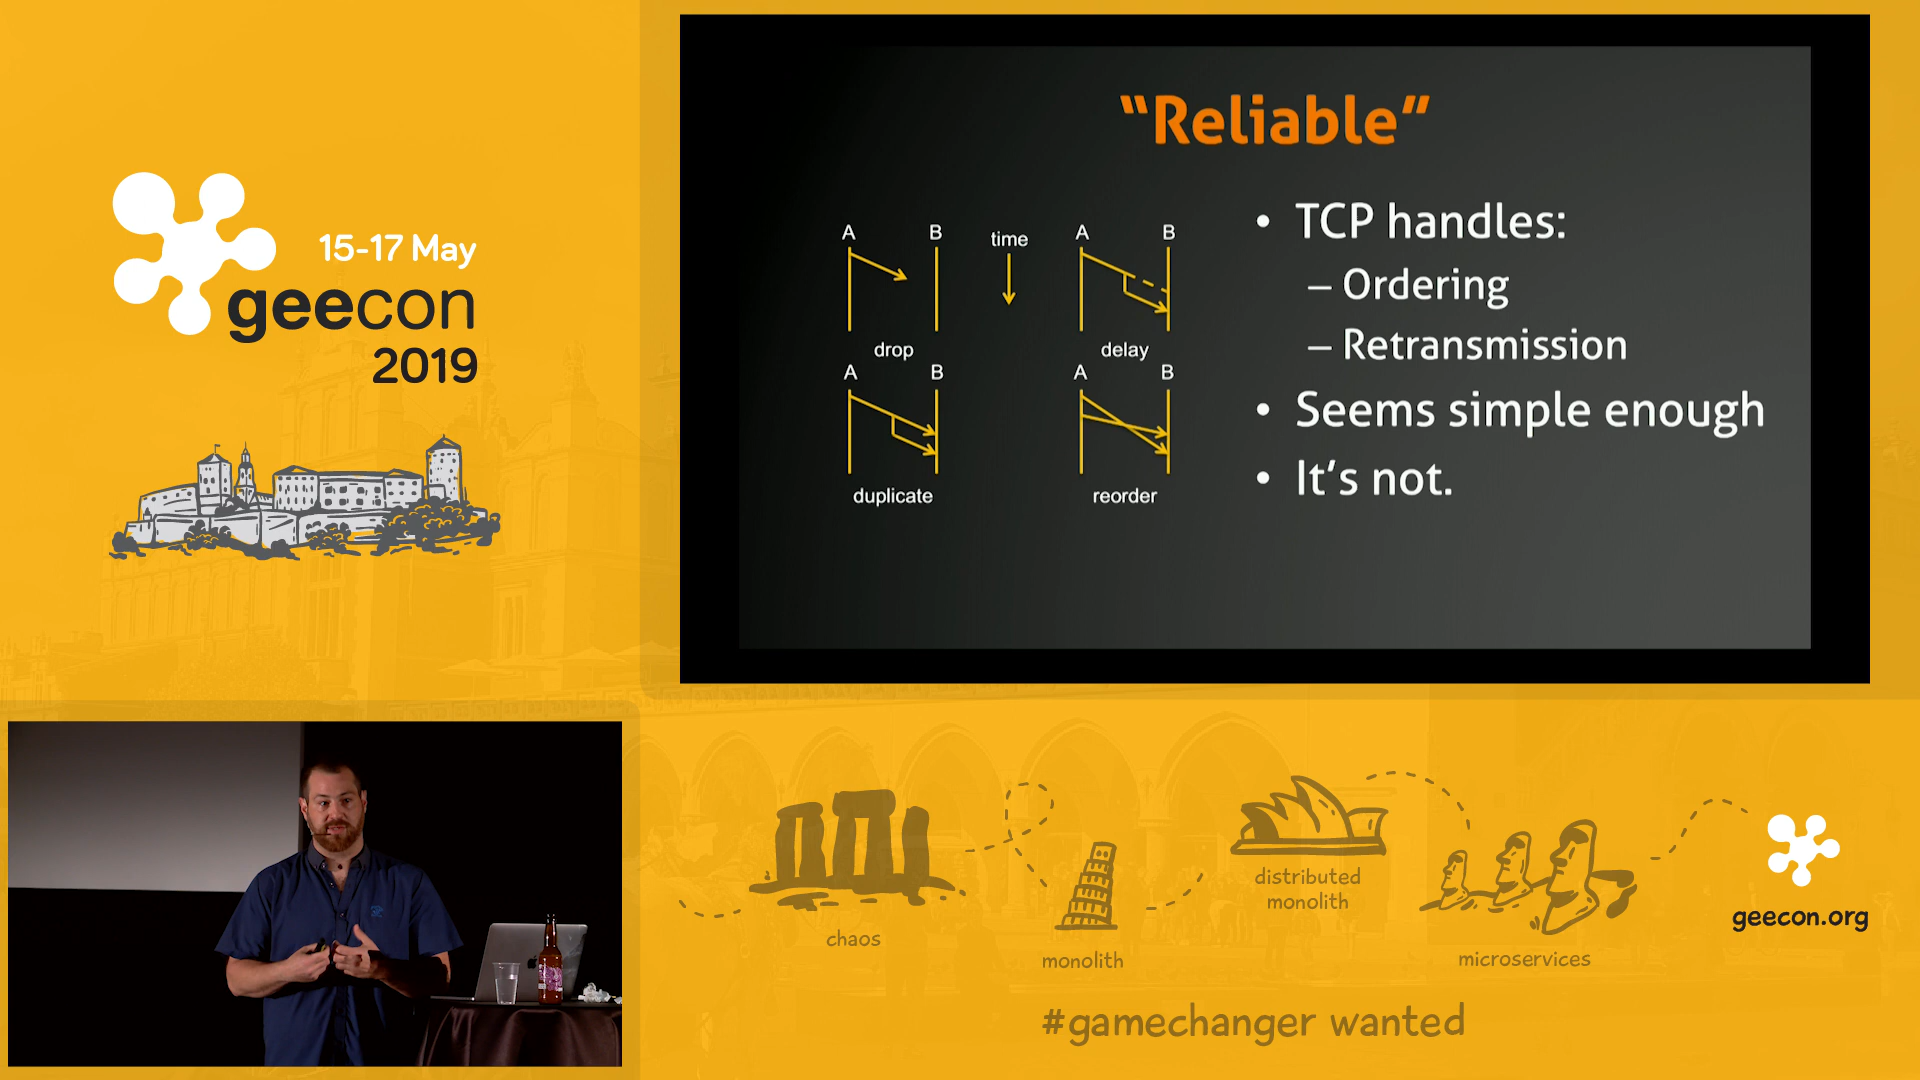 15-17 May
geecon
2019
“Reliable”
A B time A B
drop delay
A B A B
duplicate reorder
• TCP handles:
– Ordering
– Retransmission
• Seems simple enough
• It’s not.
chaos
monolith
distributed
monolith
microservices
geecon.org
#gamechanger wanted